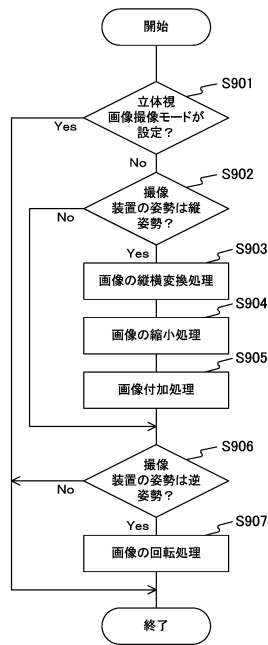 開始
S901
立体視
画像撮像モードが
設定？
Yes
No
S902
撮像
装置の姿勢は縦
姿勢？
No
Yes
S903
画像の縦横変換処理
S904
画像の縮小処理
S905
画像付加処理
S906
撮像
装置の姿勢は逆
姿勢？
No
Yes
S907
画像の回転処理
終了